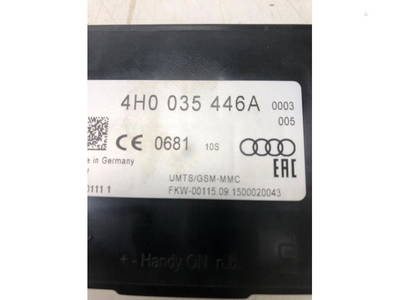 4H0 035 446A 0003
005
CE 0681 10S
in Germany
EAC
UMTS/GSM-MMC
0111 1 FKW-00115.09.1500020043
+ - Handy ON n.